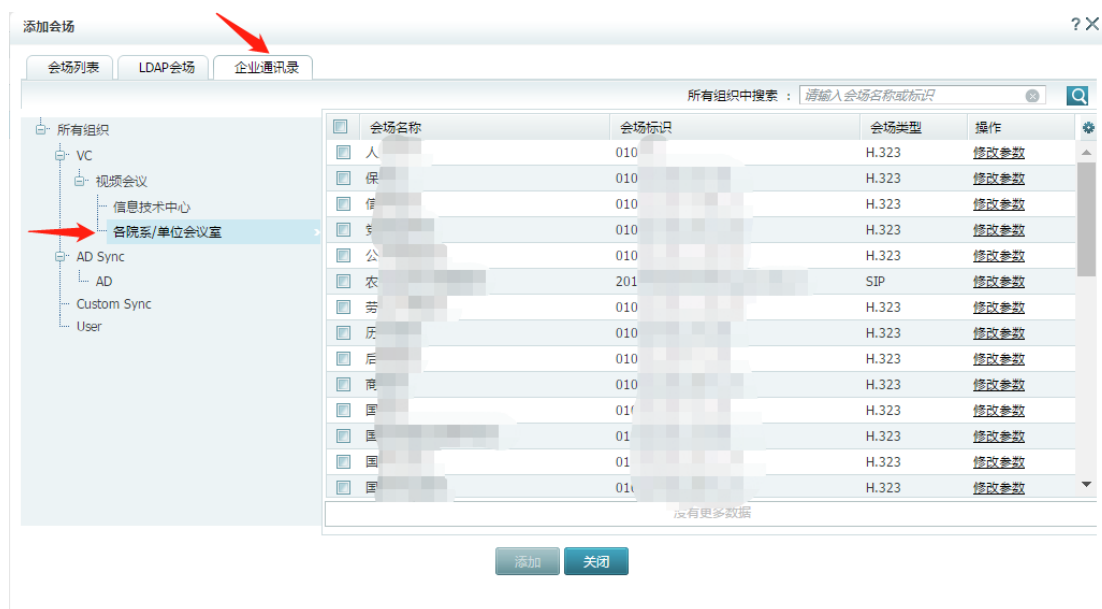 添加会场 ?
会场列表 LDAP会场 企业通讯录
所有组织中搜索 : 请输入会场名称或标识
所有组织
VC
视频会议
信息技术中心
各院系/单位会议室
AD Sync
AD
Custom Sync
User
会场名称 会场标识 会场类型 操作
人 010 H.323 修改参数
保 010 H.323 修改参数
信 010 H.323 修改参数
010 H.323 修改参数
公 010 H.323 修改参数
农 201 SIP 修改参数
劳 010 H.323 修改参数
历 010 H.323 修改参数
后 010 H.323 修改参数
商 010 H.323 修改参数
国 01 H.323 修改参数
国 01 H.323 修改参数
国 01 H.323 修改参数
国 01 H.323 修改参数
没有更多数据
添加 关闭